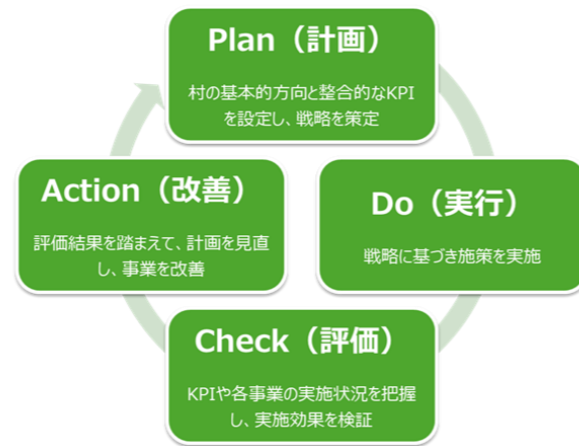 Plan（計画）
村の基本的方向と整合的なKPI
を設定し、戦略を策定
Do（実行）
戦略に基づき施策を実施
Check（評価）
KPIや各事業の実施状況を把握
し、実施効果を検証
Action（改善）
評価結果を踏まえて、計画を見直
し、事業を改善